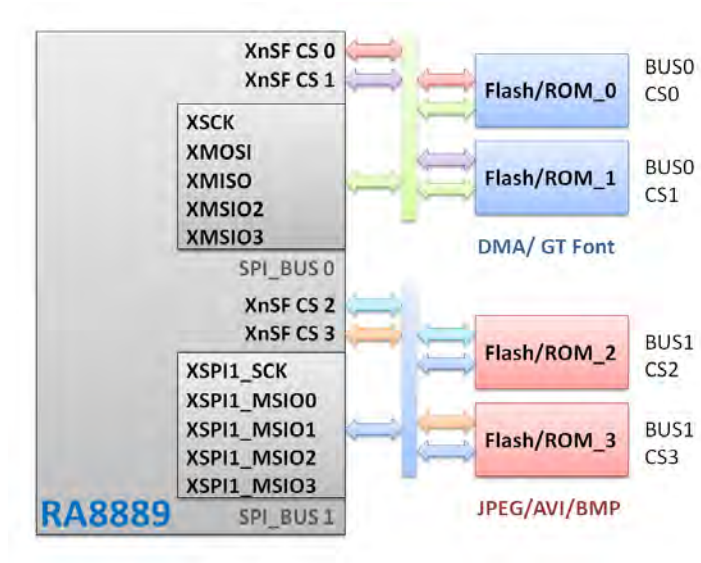 XnSF CS 0
XnSF CS 1
XSCK
XMOSI
XMISO
XMSIO2
XMSIO3
SPI_BUS 0
Flash/ROM_0
BUS0
CS0
Flash/ROM_1
BUS0
CS1
DMA/ GT Font
XnSF CS 2
XnSF CS 3
XSPI1_SCK
XSPI1_MSIO0
XSPI1_MSIO1
XSPI1_MSIO2
XSPI1_MSIO3
RA8889
SPI_BUS 1
Flash/ROM_2
BUS1
CS2
Flash/ROM_3
BUS1
CS3
JPEG/AVI/BMP